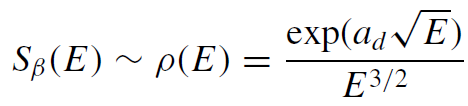 S_β(E) ∼ ρ(E) = exp(a_d√E) / E^{3/2}